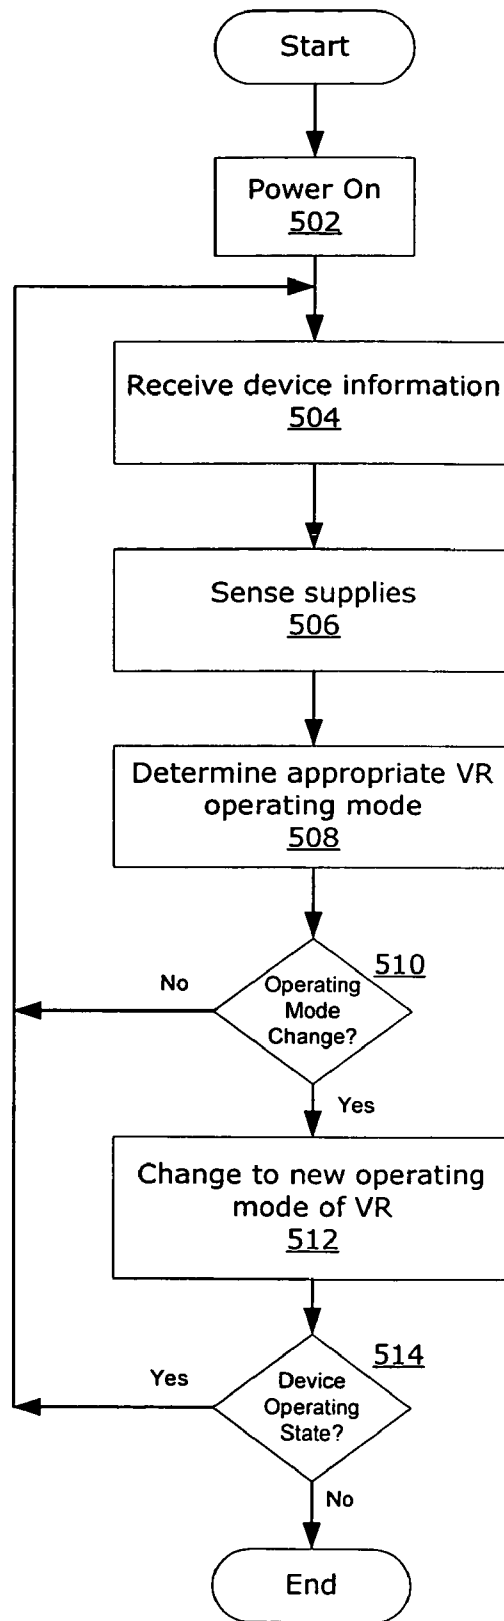 Start
Power On
502
Receive device information
504
Sense supplies
506
Determine appropriate VR
operating mode
508
510
No
Operating
Mode
Change?
Yes
Change to new operating
mode of VR
512
514
Yes
Device
Operating
State?
No
End